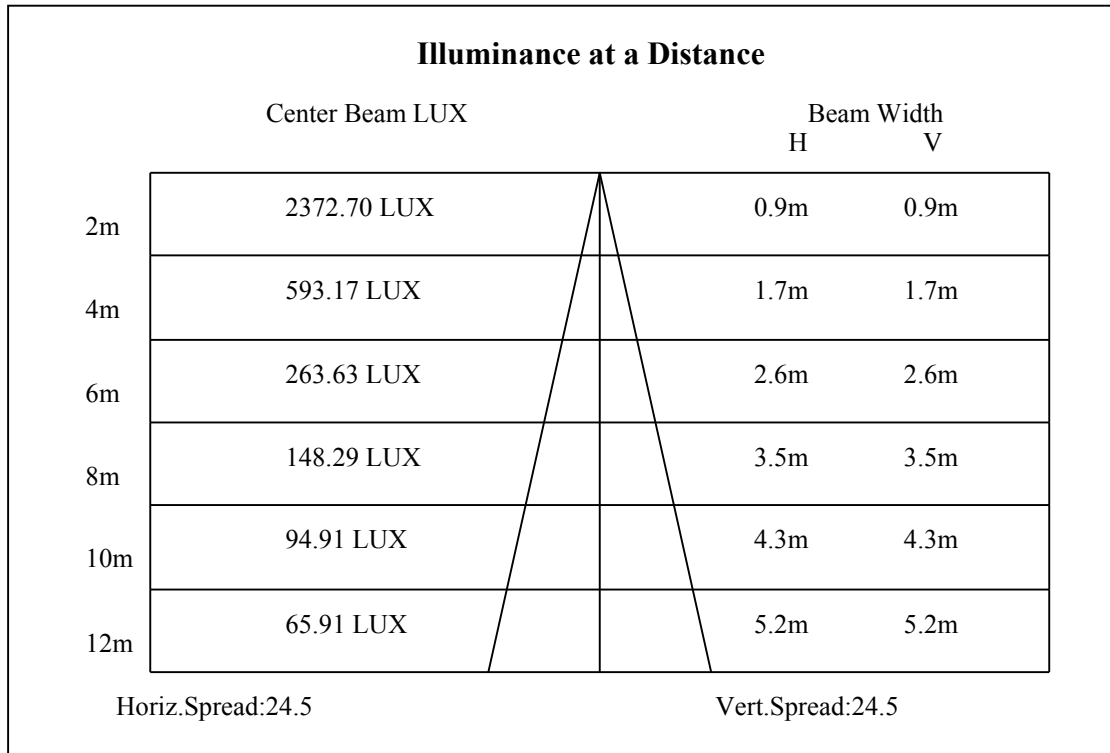 Illuminance at a Distance
Center Beam LUX Beam Width
H V
2m 2372.70 LUX 0.9m 0.9m
4m 593.17 LUX 1.7m 1.7m
6m 263.63 LUX 2.6m 2.6m
8m 148.29 LUX 3.5m 3.5m
10m 94.91 LUX 4.3m 4.3m
12m 65.91 LUX 5.2m 5.2m
Horiz.Spread:24.5 Vert.Spread:24.5